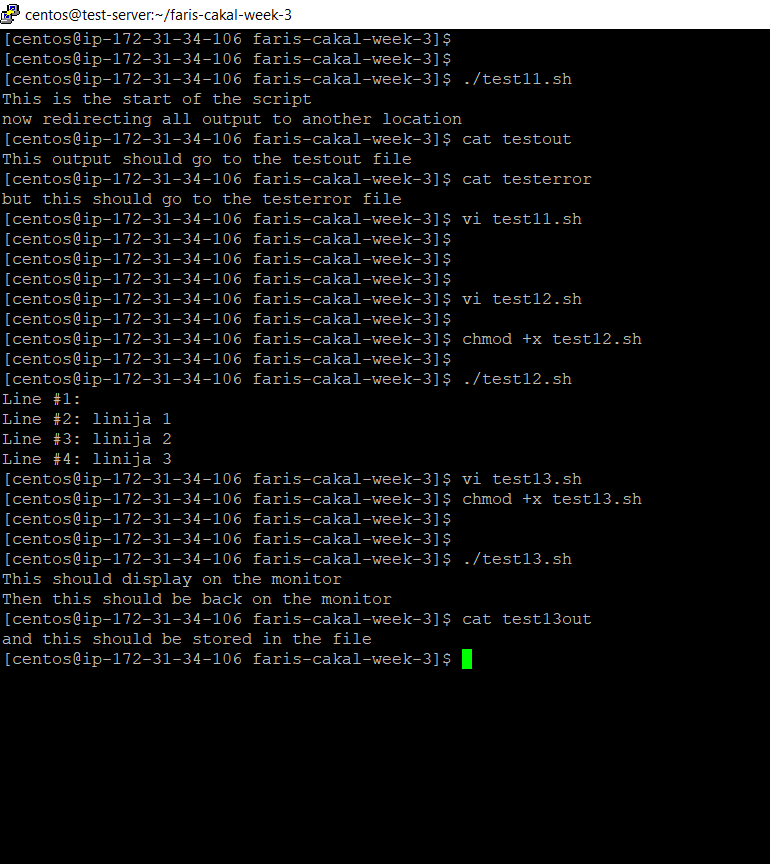 centos@test-server:~/faris-cakal-week-3
[centos@ip-172-31-34-106 faris-cakal-week-3]$
[centos@ip-172-31-34-106 faris-cakal-week-3]$
[centos@ip-172-31-34-106 faris-cakal-week-3]$ ./test11.sh
This is the start of the script
now redirecting all output to another location
[centos@ip-172-31-34-106 faris-cakal-week-3]$ cat testout
This output should go to the testout file
[centos@ip-172-31-34-106 faris-cakal-week-3]$ cat testerror
but this should go to the testerror file
[centos@ip-172-31-34-106 faris-cakal-week-3]$ vi test11.sh
[centos@ip-172-31-34-106 faris-cakal-week-3]$
[centos@ip-172-31-34-106 faris-cakal-week-3]$
[centos@ip-172-31-34-106 faris-cakal-week-3]$
[centos@ip-172-31-34-106 faris-cakal-week-3]$ vi test12.sh
[centos@ip-172-31-34-106 faris-cakal-week-3]$
[centos@ip-172-31-34-106 faris-cakal-week-3]$ chmod +x test12.sh
[centos@ip-172-31-34-106 faris-cakal-week-3]$
[centos@ip-172-31-34-106 faris-cakal-week-3]$ ./test12.sh
Line #1:
Line #2: linija 1
Line #3: linija 2
Line #4: linija 3
[centos@ip-172-31-34-106 faris-cakal-week-3]$ vi test13.sh
[centos@ip-172-31-34-106 faris-cakal-week-3]$ chmod +x test13.sh
[centos@ip-172-31-34-106 faris-cakal-week-3]$
[centos@ip-172-31-34-106 faris-cakal-week-3]$
[centos@ip-172-31-34-106 faris-cakal-week-3]$ ./test13.sh
This should display on the monitor
Then this should be back on the monitor
[centos@ip-172-31-34-106 faris-cakal-week-3]$ cat test13out
and this should be stored in the file
[centos@ip-172-31-34-106 faris-cakal-week-3]$